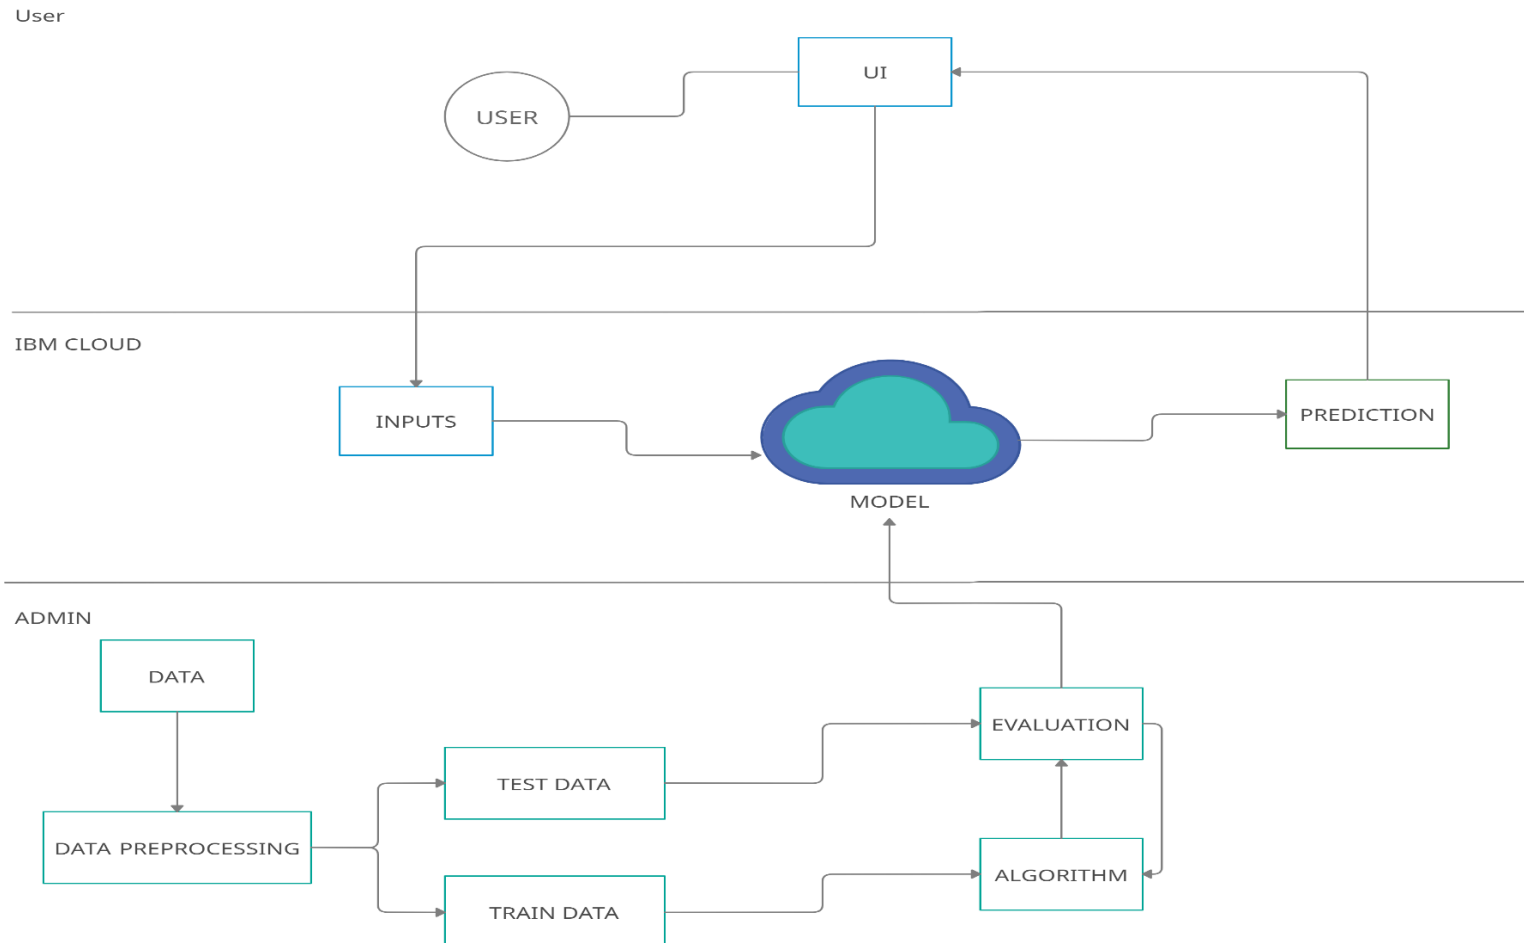 User
UI
USER
IBM CLOUD
INPUTS
PREDICTION
MODEL
ADMIN
DATA
EVALUATION
TEST DATA
DATA PREPROCESSING
ALGORITHM
TRAIN DATA